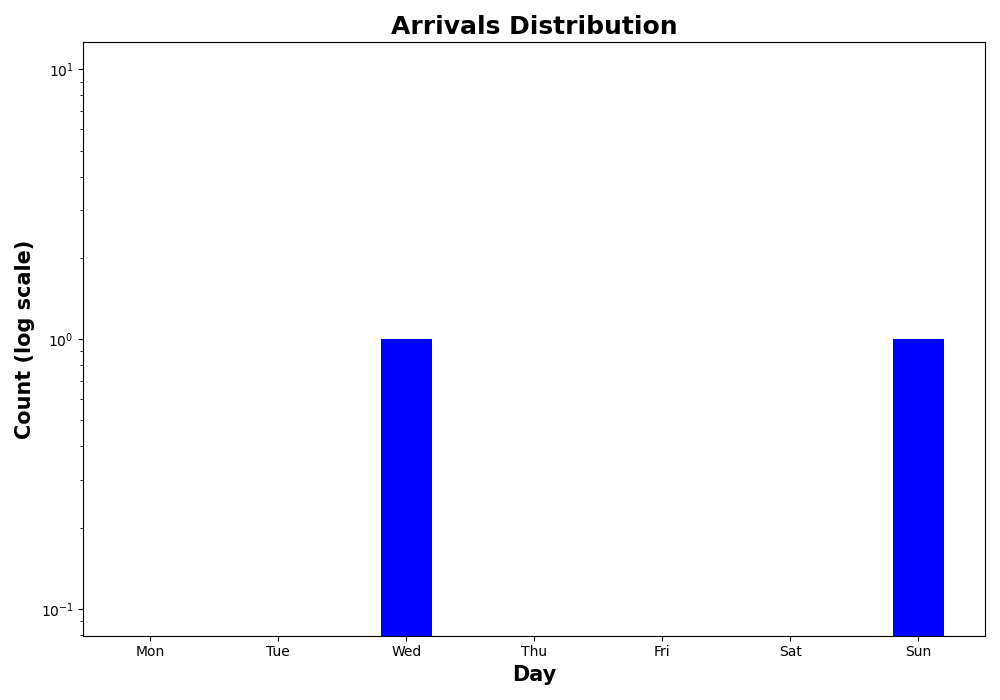 Arrivals Distribution
Count (log scale)
10¹
10⁰
10⁻¹
Mon Tue Wed Thu Fri Sat Sun
Day